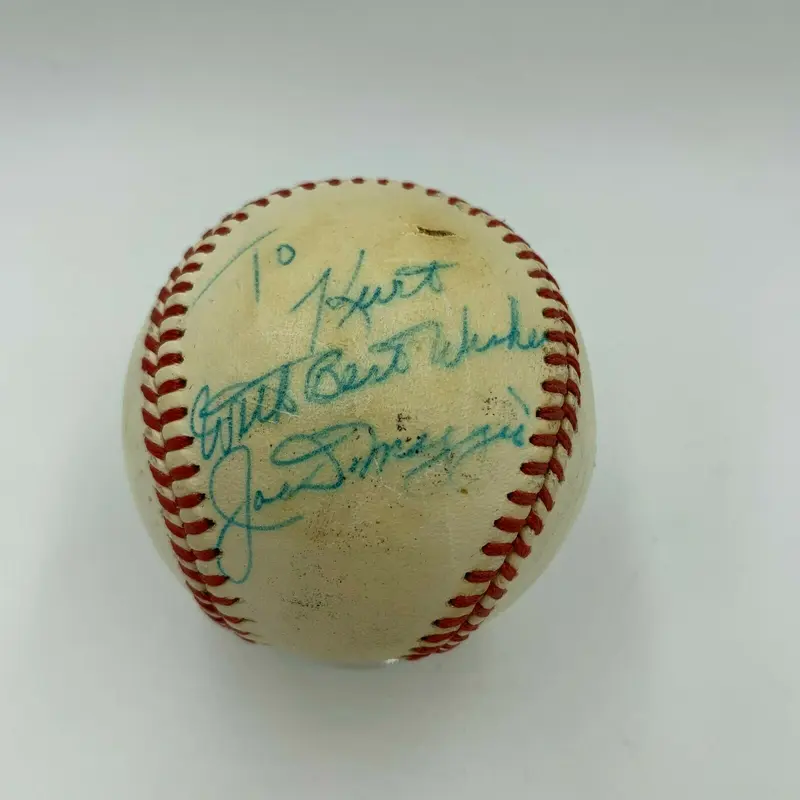 To
Kurt
With Best Wishes
Joe DiMaggio